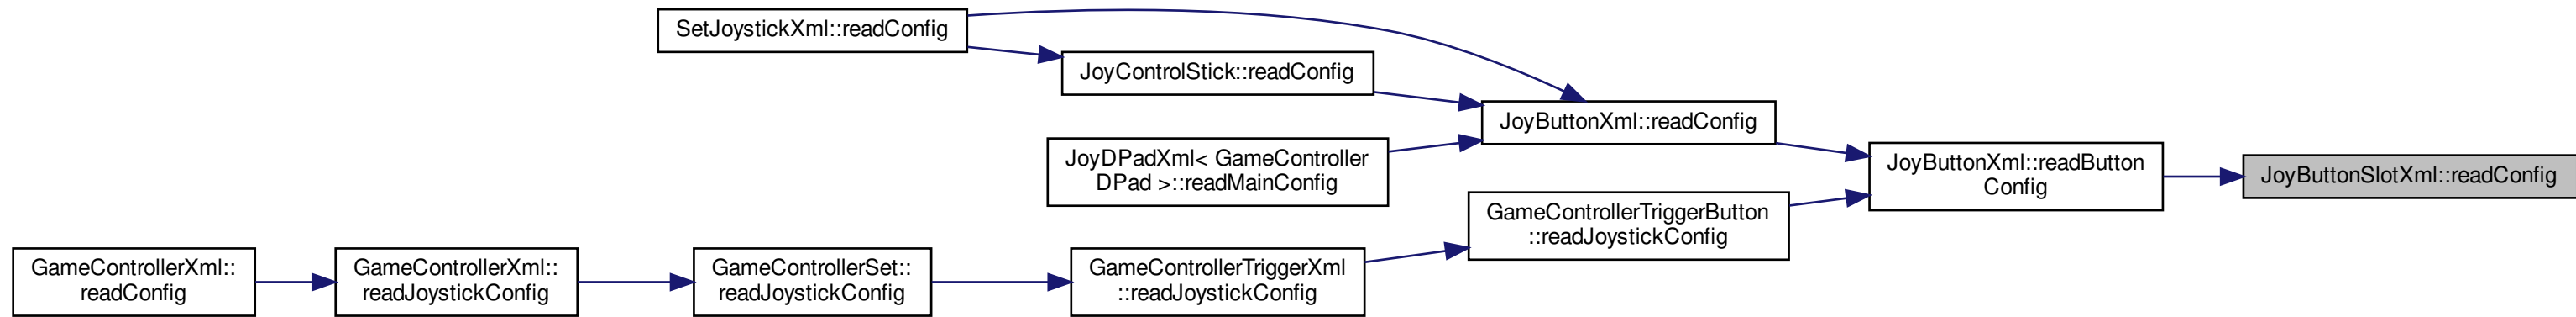 SetJoystickXml::readConfig
JoyControlStick::readConfig
JoyButtonXml::readConfig
JoyDPadXml< GameController
DPad >::readMainConfig
JoyButtonXml::readButton
Config
JoyButtonSlotXml::readConfig
GameControllerTriggerButton
::readJoystickConfig
GameControllerXml::
readConfig
GameControllerXml::
readJoystickConfig
GameControllerSet::
readJoystickConfig
GameControllerTriggerXml
::readJoystickConfig